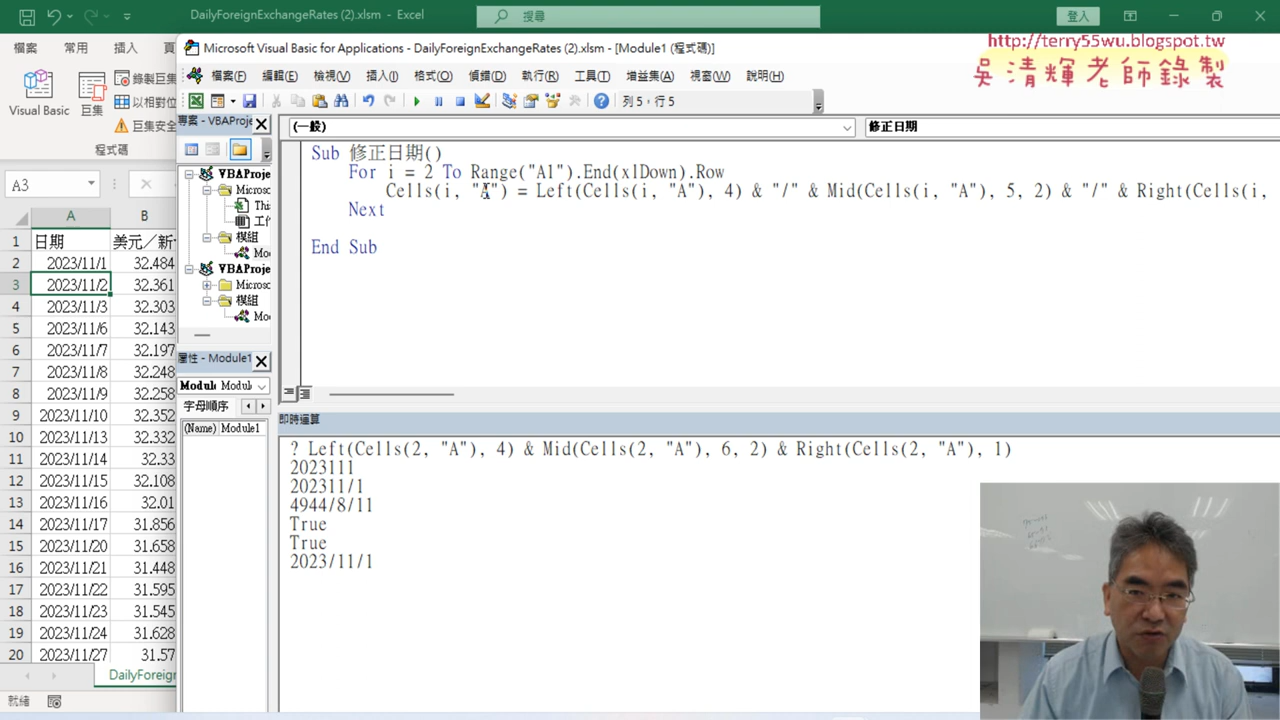 DailyForeignExchangeRates (2).xlsm - Excel
搜尋
登入
檔案 常用 插入 頁
Visual Basic
巨集
錄製巨集
以相對位
巨集安全
程式碼
A3
A B
1 日期 美元／新
2 2023/11/1 32.484
3 2023/11/2 32.361
4 2023/11/3 32.303
5 2023/11/6 32.143
6 2023/11/7 32.197
7 2023/11/8 32.248
8 2023/11/9 32.258
9 2023/11/10 32.352
10 2023/11/13 32.332
11 2023/11/14 32.33
12 2023/11/15 32.108
13 2023/11/16 32.01
14 2023/11/17 31.856
15 2023/11/20 31.658
16 2023/11/21 31.448
17 2023/11/22 31.595
18 2023/11/23 31.545
19 2023/11/24 31.628
20 2023/11/27 31.57
DailyForeign
就緒
Microsoft Visual Basic for Applications - DailyForeignExchangeRates (2).xlsm - [Module1 (程式碼)]
http://terry55wu.blogspot.tw
吳清輝老師錄製
檔案(F) 編輯(E) 檢視(V) 插入(I) 格式(O) 偵錯(D) 執行(R) 工具(T) 增益集(A) 視窗(W) 說明(H)
列 5，行 5
專案 - VBAProje
VBAProje
Microsoc
Thi
工作
模組
Mo
VBAProje
Microsoc
模組
Mo
屬性 - Module1
Modul Modul
字母順序
(Name) Module1
(一般)
修正日期
Sub 修正日期()
For i = 2 To Range("A1").End(xlDown).Row
Cells(i, "A") = Left(Cells(i, "A"), 4) & "/" & Mid(Cells(i, "A"), 5, 2) & "/" & Right(Cells(i,
Next
End Sub
即時運算
? Left(Cells(2, "A"), 4) & Mid(Cells(2, "A"), 6, 2) & Right(Cells(2, "A"), 1)
2023111
202311/1
4944/8/11
True
True
2023/11/1